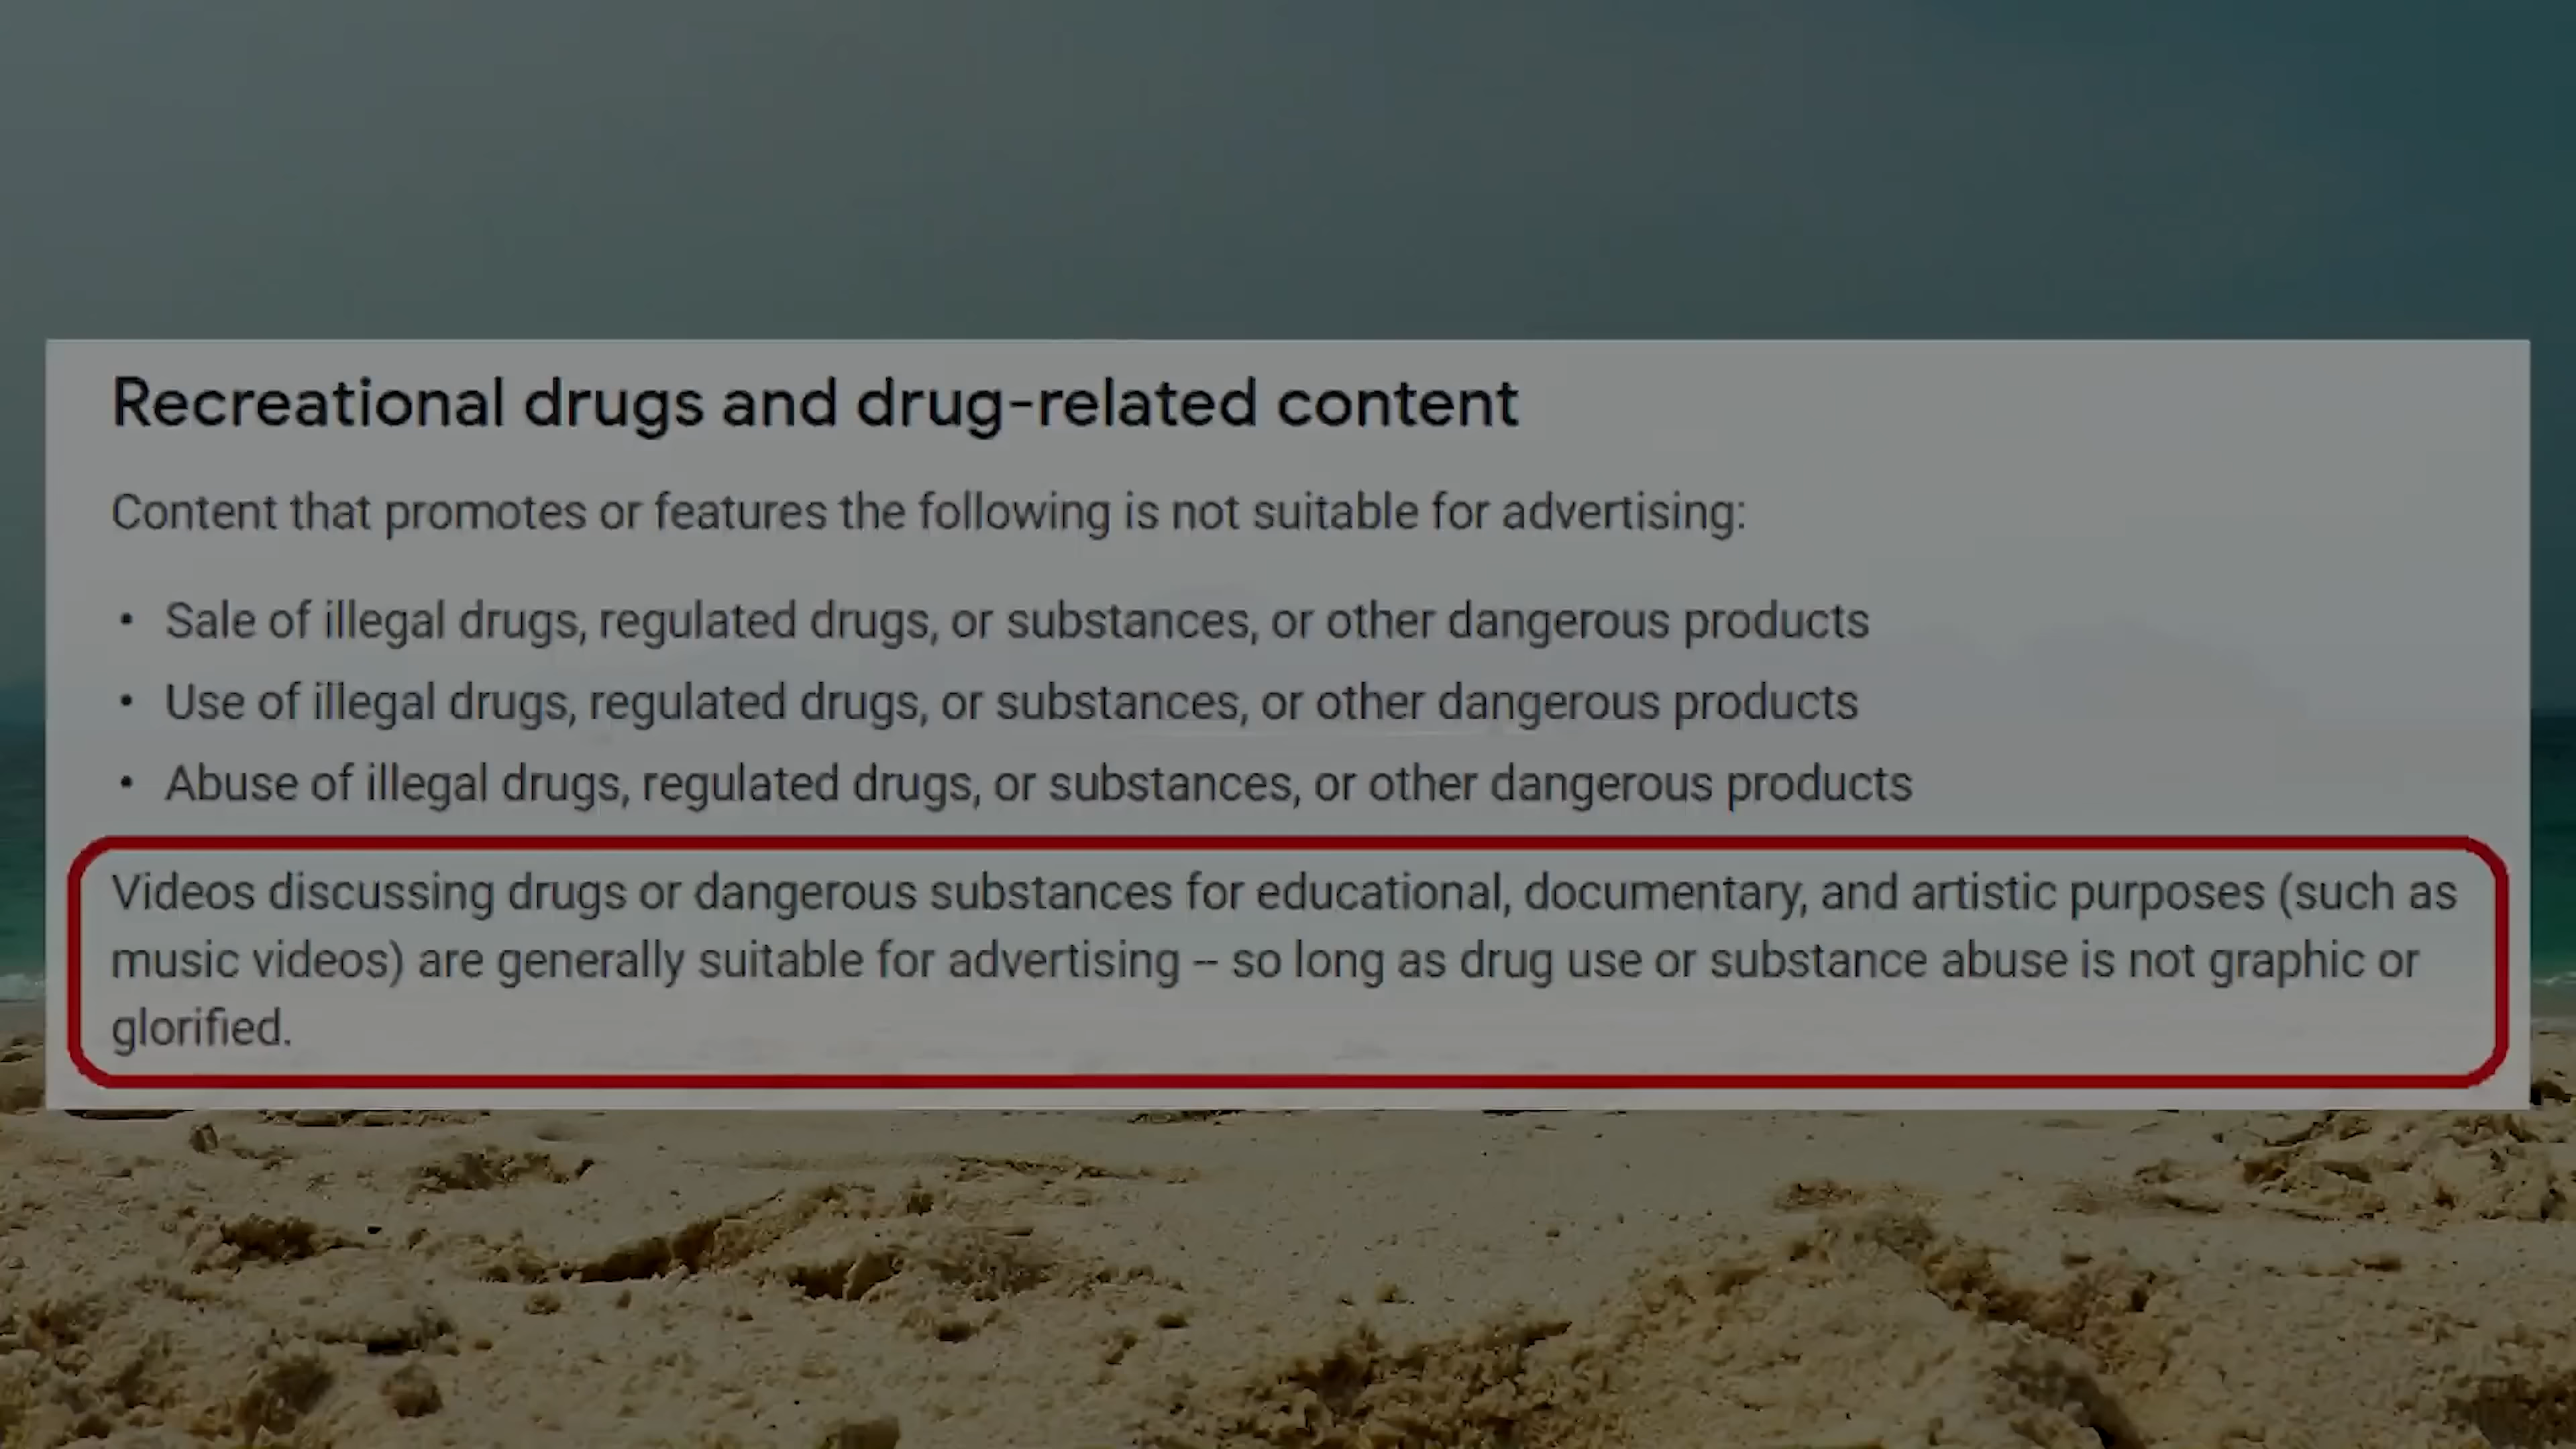 Recreational drugs and drug-related content
Content that promotes or features the following is not suitable for advertising:
• Sale of illegal drugs, regulated drugs, or substances, or other dangerous products
• Use of illegal drugs, regulated drugs, or substances, or other dangerous products
• Abuse of illegal drugs, regulated drugs, or substances, or other dangerous products
Videos discussing drugs or dangerous substances for educational, documentary, and artistic purposes (such as
music videos) are generally suitable for advertising – so long as drug use or substance abuse is not graphic or
glorified.